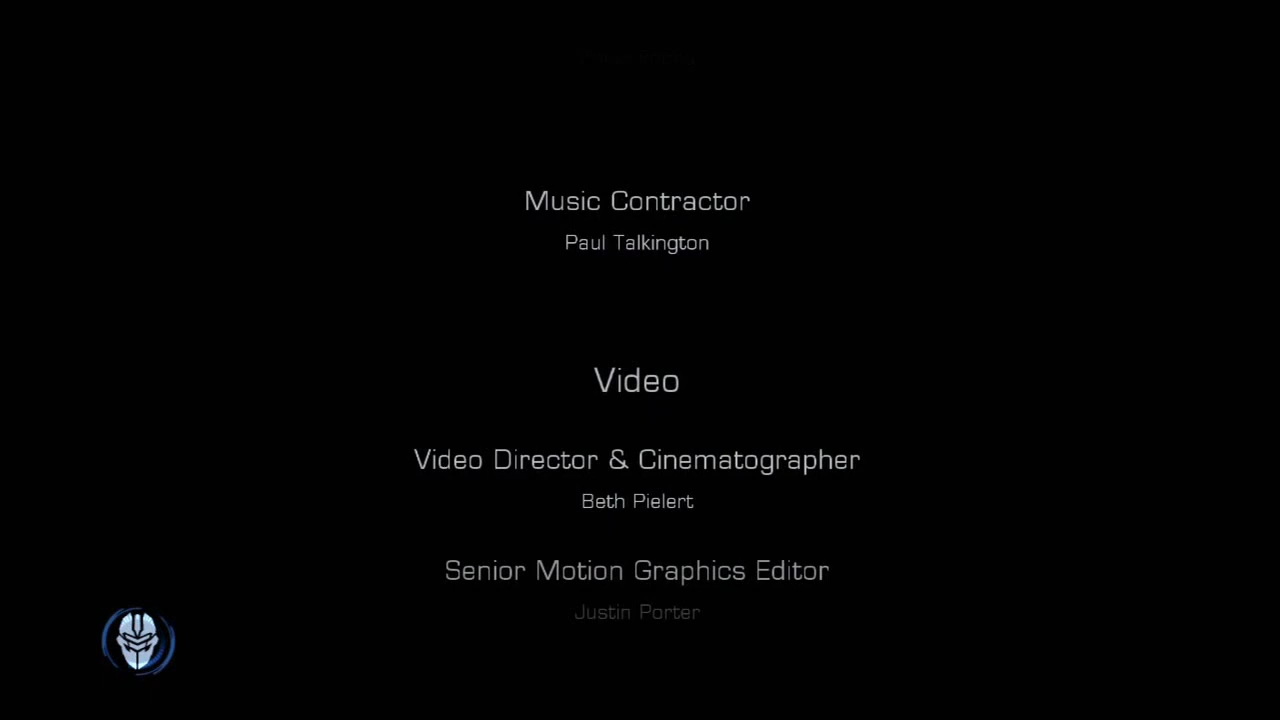 Music Contractor
Paul Talkington
Video
Video Director & Cinematographer
Beth Pielert
Senior Motion Graphics Editor
Justin Porter